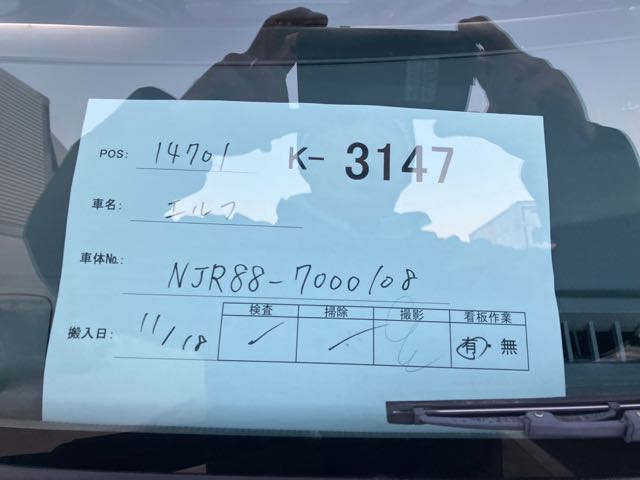 POS: 14701 K- 3147
車名: エルフ
車体No.: NJR88-7000108
搬入日: 11/18
検査 掃除 撮影 看板作業
✓ ✓ 有・無